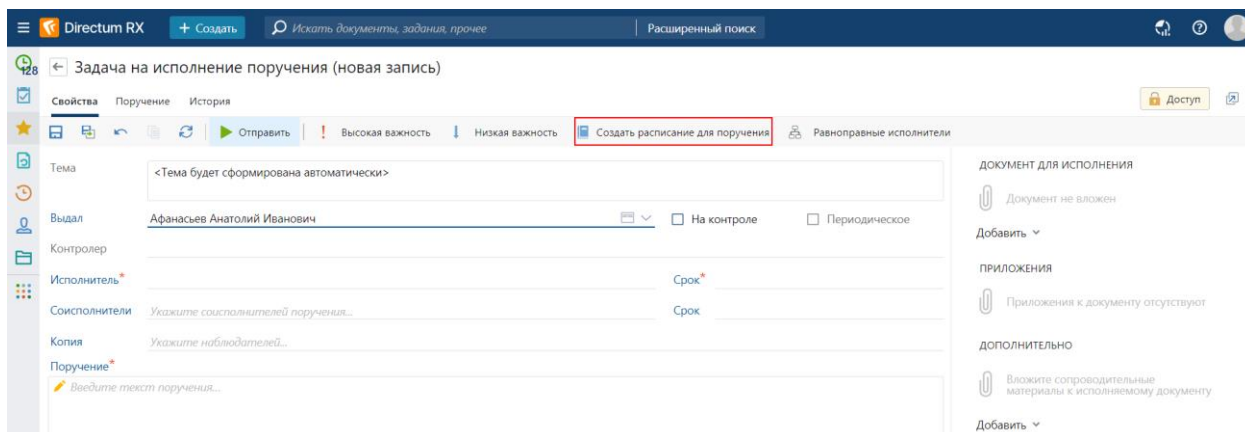 Directum RX
+ Создать
Искать документы, задания, прочее
Расширенный поиск
128
Задача на исполнение поручения (новая запись)
Свойства Поручение История
Доступ
Отправить Высокая важность Низкая важность Создать расписание для поручения Равноправные исполнители
Тема <Тема будет сформирована автоматически>
Выдал Афанасьев Анатолий Иванович На контроле Периодическое
Контролер
Исполнитель* Срок*
Соисполнители Укажите соисполнителей поручения... Срок
Копия Укажите наблюдателей...
Поручение*
Введите текст поручения...
ДОКУМЕНТ ДЛЯ ИСПОЛНЕНИЯ
Документ не вложен
Добавить
ПРИЛОЖЕНИЯ
Приложения к документу отсутствуют
ДОПОЛНИТЕЛЬНО
Вложите сопроводительные
материалы к исполняемому документу
Добавить